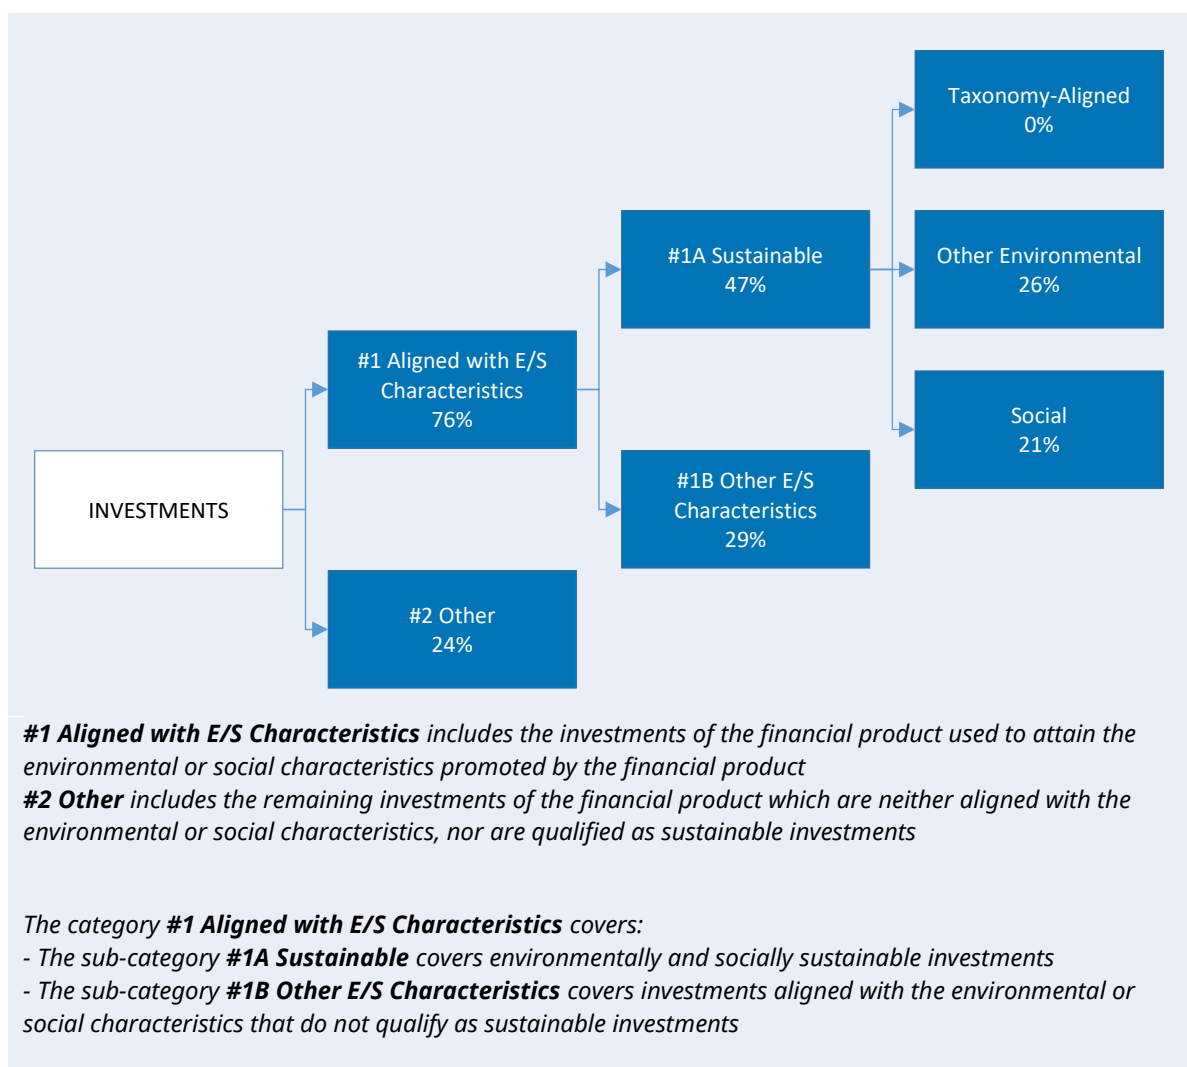 Taxonomy-Aligned
0%
#1A Sustainable
47%
Other Environmental
26%
#1 Aligned with E/S
Characteristics
76%
Social
21%
INVESTMENTS
#1B Other E/S
Characteristics
29%
#2 Other
24%
#1 Aligned with E/S Characteristics includes the investments of the financial product used to attain the
environmental or social characteristics promoted by the financial product
#2 Other includes the remaining investments of the financial product which are neither aligned with the
environmental or social characteristics, nor are qualified as sustainable investments
The category #1 Aligned with E/S Characteristics covers:
- The sub-category #1A Sustainable covers environmentally and socially sustainable investments
- The sub-category #1B Other E/S Characteristics covers investments aligned with the environmental or
social characteristics that do not qualify as sustainable investments